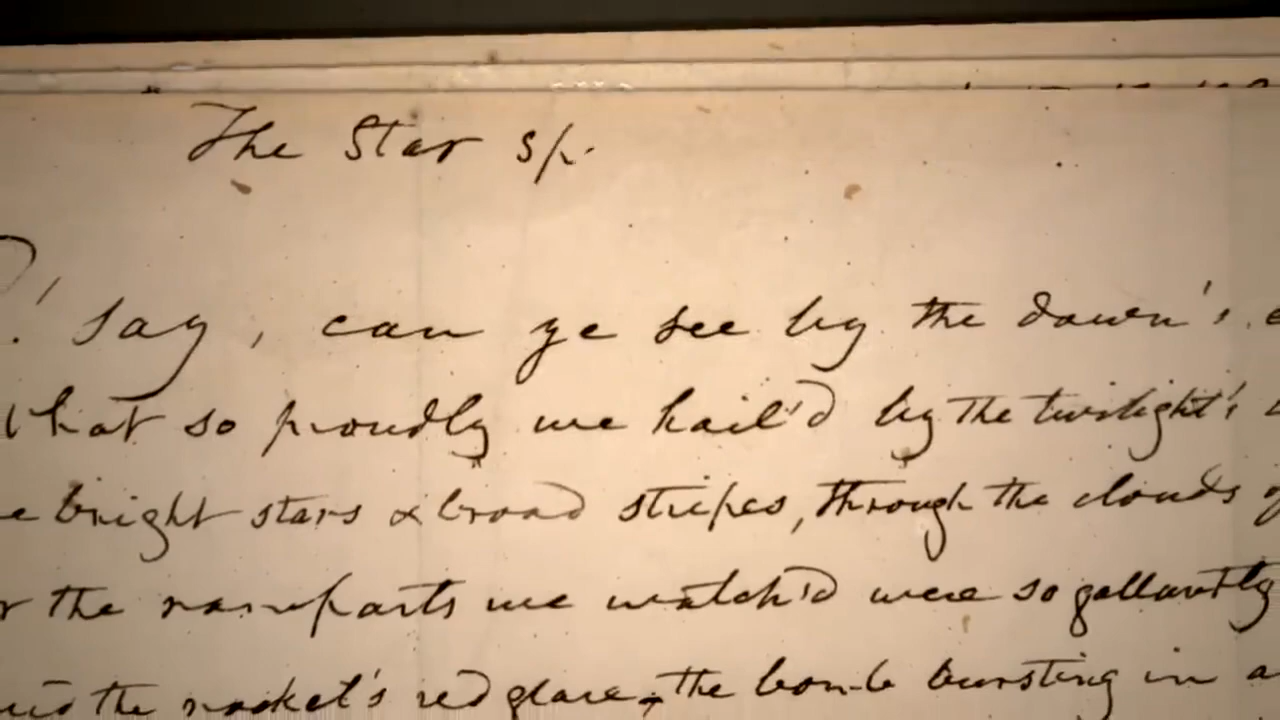 The Star Sp
O! say, can ye see by the dawn's
What so proudly we hail'd by the twilight's
bright stars & broad stripes, through the clouds
the ramparts we watch'd were so gallantly
the rocket's red glare, the bomb bursting in a